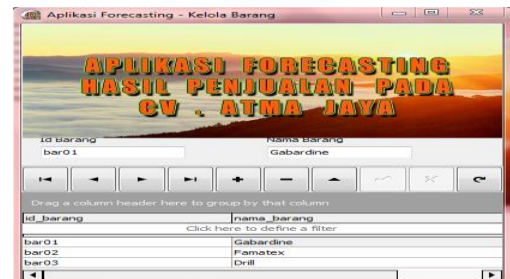 Aplikasi Forecasting - Kelola Barang
APLIKASI FORECASTING
HASIL PENJUALAN PADA
CV . ATMA JAYA
Id Barang Nama Barang
bar01 Gabardine
Drag a column header here to group by that column
id_barang nama_barang
Click here to define a filter
bar01 Gabardine
bar02 Famatex
bar03 Drill